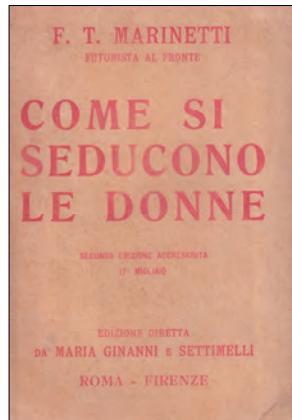 F. T. MARINETTI
FUTURISTA AL FRONTE
COME SI
SEDUCONO
LE DONNE
SECONDA EDIZIONE ACCRESCIUTA
EDIZIONE DIRETTA
DA MARIA GINANNI E SETTIMELLI
ROMA - FIRENZE